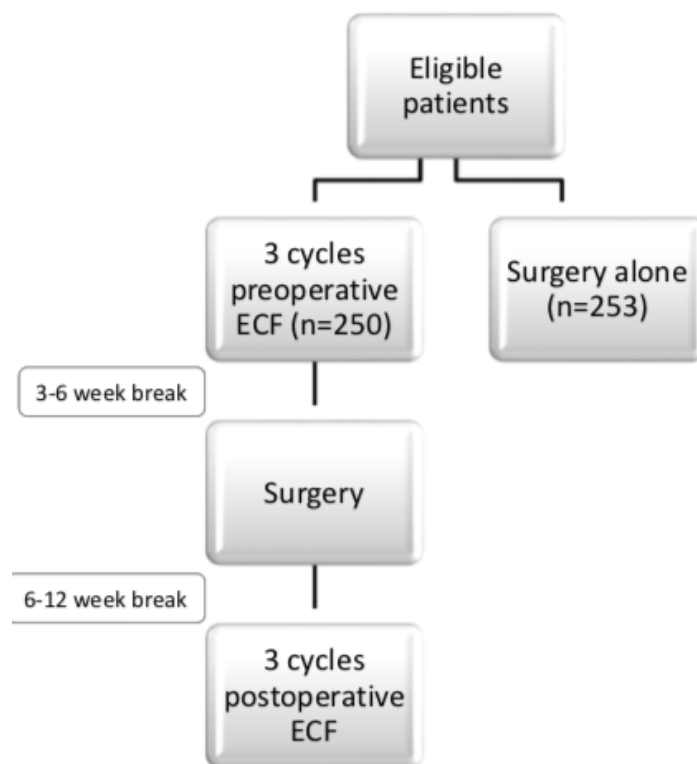 Eligible
patients
3 cycles
preoperative
ECF (n=250)
Surgery alone
(n=253)
3-6 week break
Surgery
6-12 week break
3 cycles
postoperative
ECF